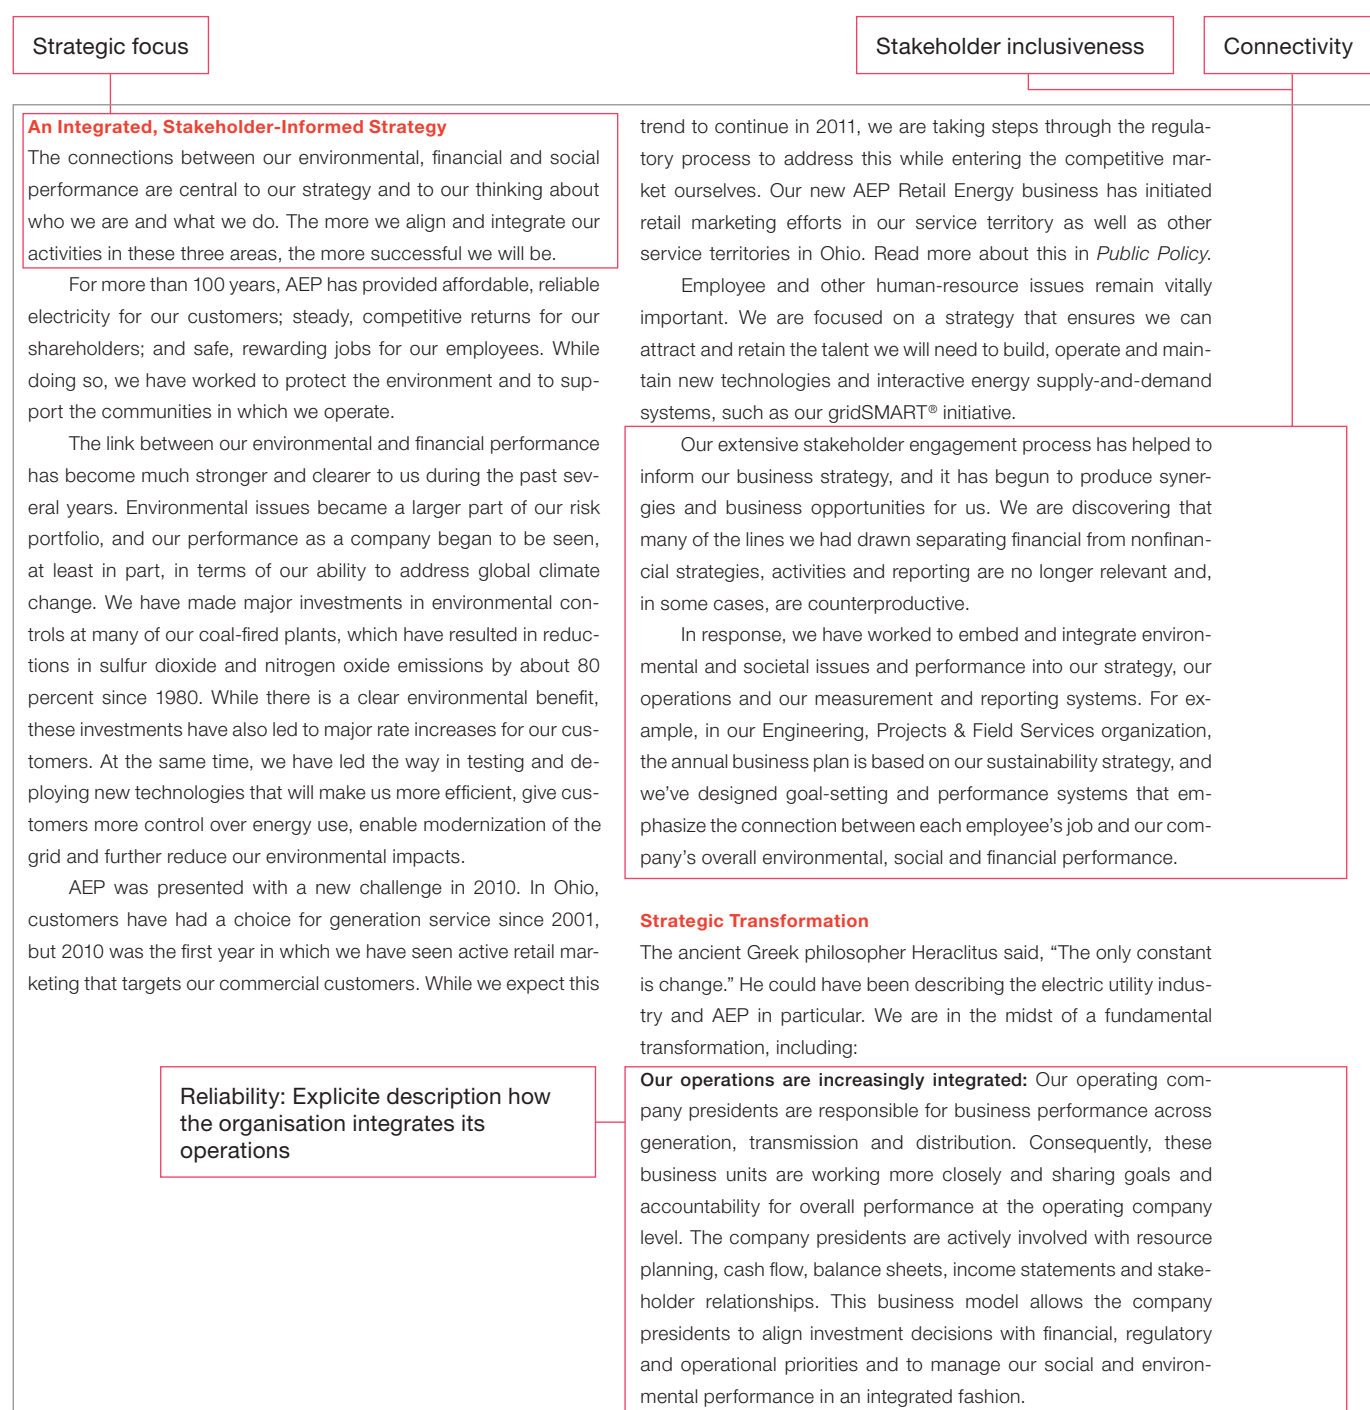 Strategic focus
Stakeholder inclusiveness
Connectivity
An Integrated, Stakeholder-Informed Strategy
The connections between our environmental, financial and social
performance are central to our strategy and to our thinking about
who we are and what we do. The more we align and integrate our
activities in these three areas, the more successful we will be.
For more than 100 years, AEP has provided affordable, reliable
electricity for our customers; steady, competitive returns for our
shareholders; and safe, rewarding jobs for our employees. While
doing so, we have worked to protect the environment and to sup-
port the communities in which we operate.
The link between our environmental and financial performance
has become much stronger and clearer to us during the past sev-
eral years. Environmental issues became a larger part of our risk
portfolio, and our performance as a company began to be seen,
at least in part, in terms of our ability to address global climate
change. We have made major investments in environmental con-
trols at many of our coal-fired plants, which have resulted in reduc-
tions in sulfur dioxide and nitrogen oxide emissions by about 80
percent since 1980. While there is a clear environmental benefit,
these investments have also led to major rate increases for our cus-
tomers. At the same time, we have led the way in testing and de-
ploying new technologies that will make us more efficient, give cus-
tomers more control over energy use, enable modernization of the
grid and further reduce our environmental impacts.
AEP was presented with a new challenge in 2010. In Ohio,
customers have had a choice for generation service since 2001,
but 2010 was the first year in which we have seen active retail mar-
keting that targets our commercial customers. While we expect this
trend to continue in 2011, we are taking steps through the regula-
tory process to address this while entering the competitive mar-
ket ourselves. Our new AEP Retail Energy business has initiated
retail marketing efforts in our service territory as well as other
service territories in Ohio. Read more about this in Public Policy.
Employee and other human-resource issues remain vitally
important. We are focused on a strategy that ensures we can
attract and retain the talent we will need to build, operate and main-
tain new technologies and interactive energy supply-and-demand
systems, such as our gridSMART® initiative.
Our extensive stakeholder engagement process has helped to
inform our business strategy, and it has begun to produce syner-
gies and business opportunities for us. We are discovering that
many of the lines we had drawn separating financial from nonfinan-
cial strategies, activities and reporting are no longer relevant and,
in some cases, are counterproductive.
In response, we have worked to embed and integrate environ-
mental and societal issues and performance into our strategy, our
operations and our measurement and reporting systems. For ex-
ample, in our Engineering, Projects & Field Services organization,
the annual business plan is based on our sustainability strategy, and
we’ve designed goal-setting and performance systems that em-
phasize the connection between each employee’s job and our com-
pany’s overall environmental, social and financial performance.
Strategic Transformation
The ancient Greek philosopher Heraclitus said, “The only constant
is change.” He could have been describing the electric utility indus-
try and AEP in particular. We are in the midst of a fundamental
transformation, including:
Reliability: Explicite description how
the organisation integrates its
operations
Our operations are increasingly integrated: Our operating com-
pany presidents are responsible for business performance across
generation, transmission and distribution. Consequently, these
business units are working more closely and sharing goals and
accountability for overall performance at the operating company
level. The company presidents are actively involved with resource
planning, cash flow, balance sheets, income statements and stake-
holder relationships. This business model allows the company
presidents to align investment decisions with financial, regulatory
and operational priorities and to manage our social and environ-
mental performance in an integrated fashion.